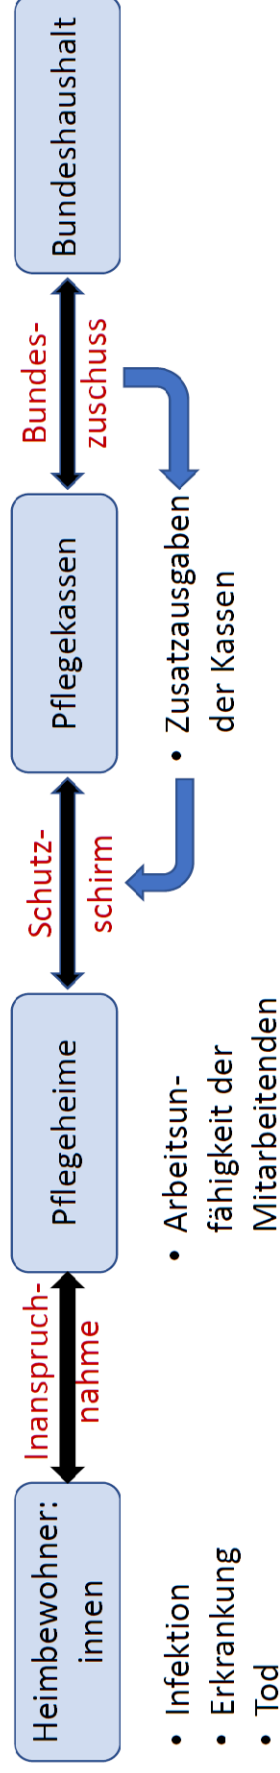 Heimbewohner:
innen
Inanspruch-
nahme
Pflegeheime
Schutz-
schirm
Pflegekassen
Bundes-
zuschuss
Bundeshaushalt
• Infektion
• Erkrankung
• Tod
• Arbeitsun-
fähigkeit der
Mitarbeitenden
• Zusatzausgaben
der Kassen